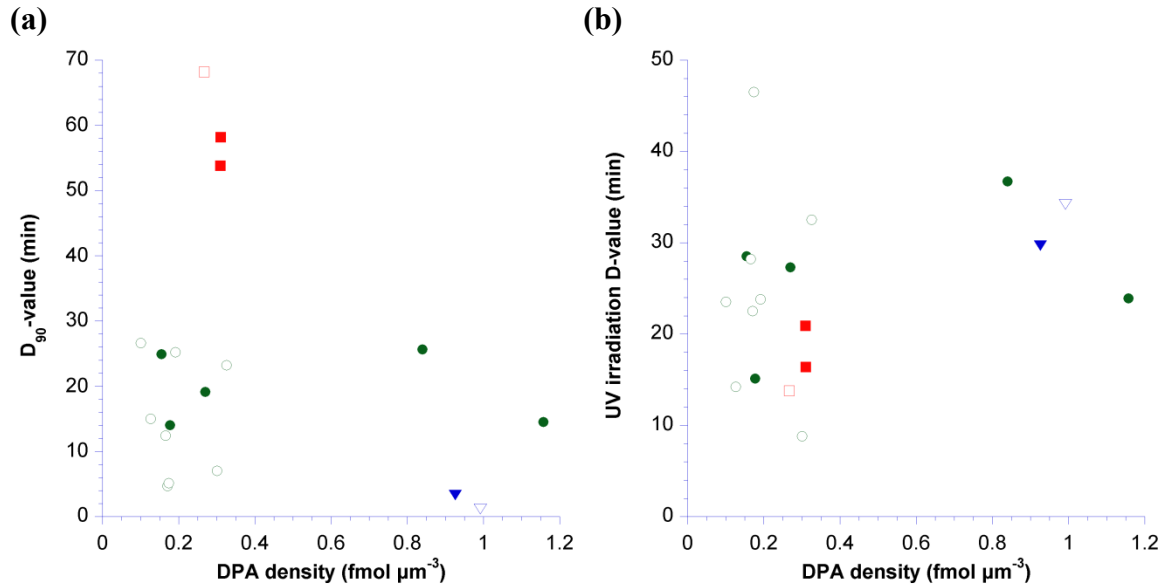 (a)
70
60
50
40
30
20
10
0
D₉₀-value (min)
0 0.2 0.4 0.6 0.8 1 1.2
DPA density (fmol µm⁻³)
(b)
50
40
30
20
10
0
UV irradiation D-value (min)
0 0.2 0.4 0.6 0.8 1 1.2
DPA density (fmol µm⁻³)